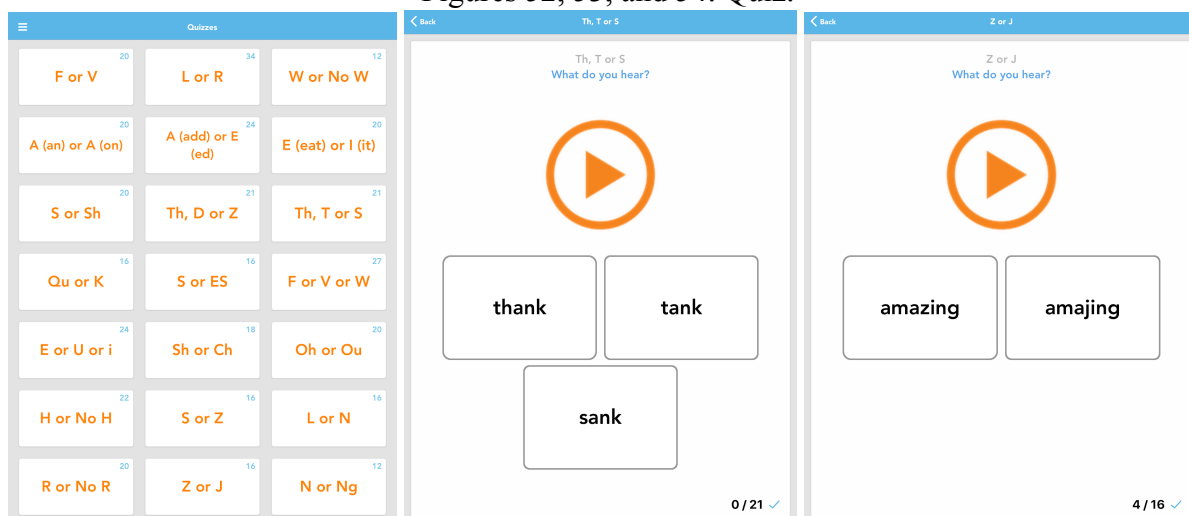 Quizzes
20
F or V
34
L or R
12
W or No W
20
A (an) or A (on)
24
A (add) or E
(ed)
20
E (eat) or I (it)
20
S or Sh
21
Th, D or Z
21
Th, T or S
16
Qu or K
16
S or ES
27
F or V or W
24
E or U or i
18
Sh or Ch
20
Oh or Ou
22
H or No H
16
S or Z
16
L or N
20
R or No R
16
Z or J
12
N or Ng
Back
Th, T or S
Th, T or S
What do you hear?
thank
tank
sank
0 / 21
Back
Z or J
Z or J
What do you hear?
amazing
amajing
4 / 16